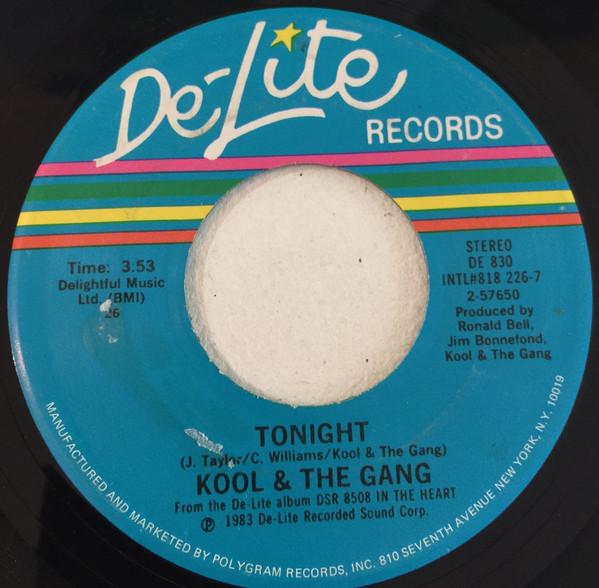 De-Lite
RECORDS
Time: 3:53
Delightful Music
Ltd. (BMI)
26
STEREO
DE 830
INTL#818 226-7
2-57650
Produced by
Ronald Bell,
Jim Bonnefond,
Kool & The Gang
TONIGHT
(J. Taylor/C. Williams/Kool & The Gang)
KOOL & THE GANG
From the De-Lite album DSR 8508 IN THE HEART
℗ 1983 De-Lite Recorded Sound Corp.
MANUFACTURED AND MARKETED BY POLYGRAM RECORDS, INC. 810 SEVENTH AVENUE NEW YORK, N.Y. 10019